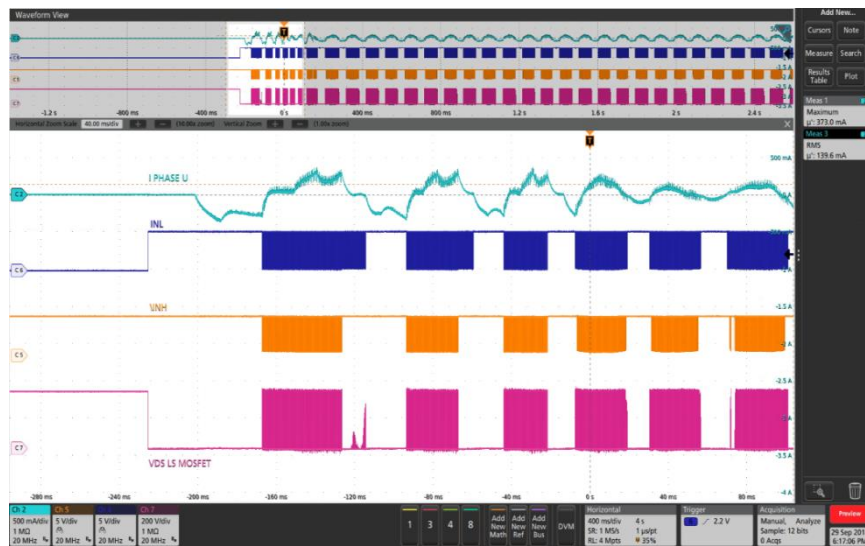 Waveform View
Add New...
Cursors
Note
Measure
Search
Results Table
Plot
-1.2 s
-800 ms
-400 ms
0 s
400 ms
800 ms
1.2 s
1.6 s
2 s
2.4 s
Horizontal Zoom Scale
40.00 ms/div
(10.00x zoom)
Vertical Zoom
(1.00x zoom)
Meas 1
Maximum
µ': 373.0 mA
Meas 3
RMS
µ': 139.6 mA
T
500 mA
I PHASE U
C 2
INL
C 6
-1.5 A
\INH
-2 A
C 5
-3.5 A
C 7
VDS LS MOSFET
-4 A
-280 ms
-240 ms
-200 ms
-160 ms
-120 ms
-80 ms
-40 ms
0 s
40 ms
80 ms
Ch 2
500 mA/div
1 MΩ
20 MHz
Ch 5
5 V/div
20 MHz
5 V/div
20 MHz
Ch 7
200 V/div
1 MΩ
20 MHz
1
3
4
8
Add New Math
Add New Ref
Add New Bus
DVM
Horizontal
400 ms/div
4 s
SR: 1 MS/s
1 µs/pt
RL: 4 Mpts
35%
Trigger
2.2 V
Acquisition
Manual, Analyze
Sample: 12 bits
0 Acqs
Preview
29 Sep 20
6:17:06 PM